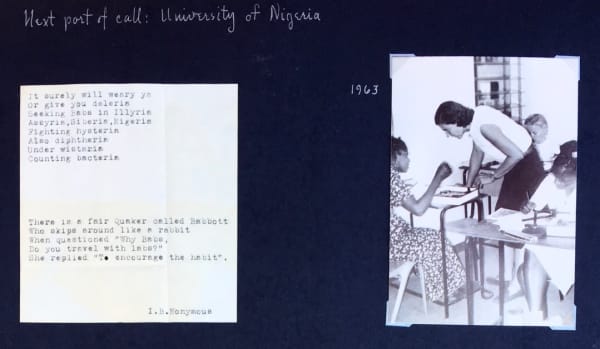 Next port of call: University of Nigeria
It surely will weary ya
Or give you deleria
Seeking Babs in Illyria
Assyria,Siberia,Nigeria
Fighting hysteria
Also diphtheria
Under wistaria
Counting bacteria
There is a fair Quaker called Babbott
Who skips around like a rabbit
When questioned "Why Babs,
Do you travel with labs?"
She replied "To encourage the habit".
I.B.Nonymous
1963